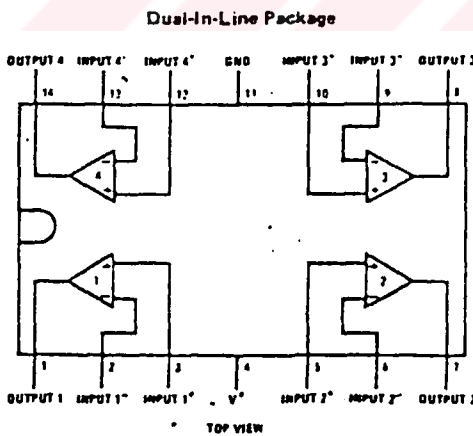 Dual-In-Line Package
OUTPUT 4 INPUT 4⁻ INPUT 4⁺ GND INPUT 3⁺ INPUT 3⁻ OUTPUT 3
14 13 12 11 10 9 8
4 3
1 2
1 2 3 4 5 6 7
OUTPUT 1 INPUT 1⁻ INPUT 1⁺ V⁺ INPUT 2⁺ INPUT 2⁻ OUTPUT 2
TOP VIEW